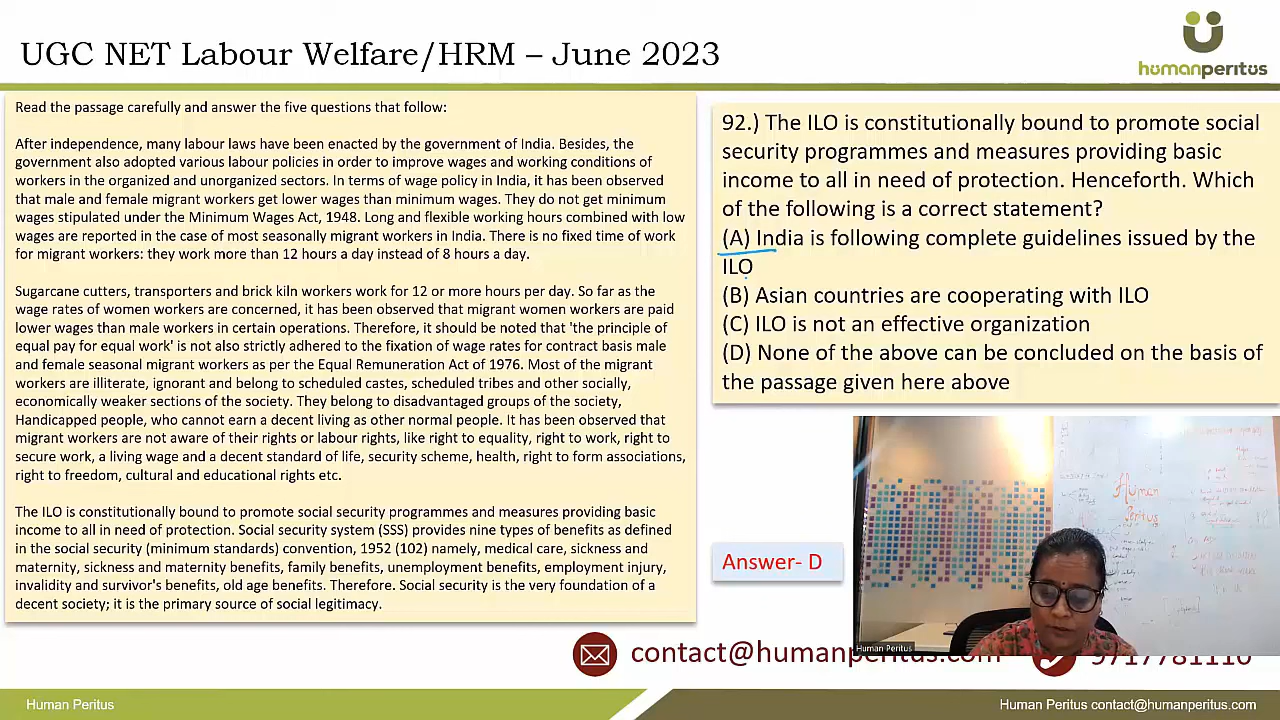 UGC NET Labour Welfare/HRM – June 2023
humanperitus
Read the passage carefully and answer the five questions that follow:
After independence, many labour laws have been enacted by the government of India. Besides, the
government also adopted various labour policies in order to improve wages and working conditions of
workers in the organized and unorganized sectors. In terms of wage policy in India, it has been observed
that male and female migrant workers get lower wages than minimum wages. They do not get minimum
wages stipulated under the Minimum Wages Act, 1948. Long and flexible working hours combined with low
wages are reported in the case of most seasonally migrant workers in India. There is no fixed time of work
for migrant workers: they work more than 12 hours a day instead of 8 hours a day.
Sugarcane cutters, transporters and brick kiln workers work for 12 or more hours per day. So far as the
wage rates of women workers are concerned, it has been observed that migrant women workers are paid
lower wages than male workers in certain operations. Therefore, it should be noted that 'the principle of
equal pay for equal work' is not also strictly adhered to the fixation of wage rates for contract basis male
and female seasonal migrant workers as per the Equal Remuneration Act of 1976. Most of the migrant
workers are illiterate, ignorant and belong to scheduled castes, scheduled tribes and other socially,
economically weaker sections of the society. They belong to disadvantaged groups of the society,
Handicapped people, who cannot earn a decent living as other normal people. It has been observed that
migrant workers are not aware of their rights or labour rights, like right to equality, right to work, right to
secure work, a living wage and a decent standard of life, security scheme, health, right to form associations,
right to freedom, cultural and educational rights etc.
The ILO is constitutionally bound to promote social security programmes and measures providing basic
income to all in need of protection. Social security system (SSS) provides nine types of benefits as defined
in the social security (minimum standards) convention, 1952 (102) namely, medical care, sickness and
maternity, sickness and maternity benefits, family benefits, unemployment benefits, employment injury,
invalidity and survivor's benefits, old age benefits. Therefore. Social security is the very foundation of a
decent society; it is the primary source of social legitimacy.
92.) The ILO is constitutionally bound to promote social
security programmes and measures providing basic
income to all in need of protection. Henceforth. Which
of the following is a correct statement?
(A) India is following complete guidelines issued by the
ILO
(B) Asian countries are cooperating with ILO
(C) ILO is not an effective organization
(D) None of the above can be concluded on the basis of
the passage given here above
Answer- D
Human
Peritus
Human Peritus
contact@humanperitus.com
Human Peritus
Human Peritus contact@humanperitus.com